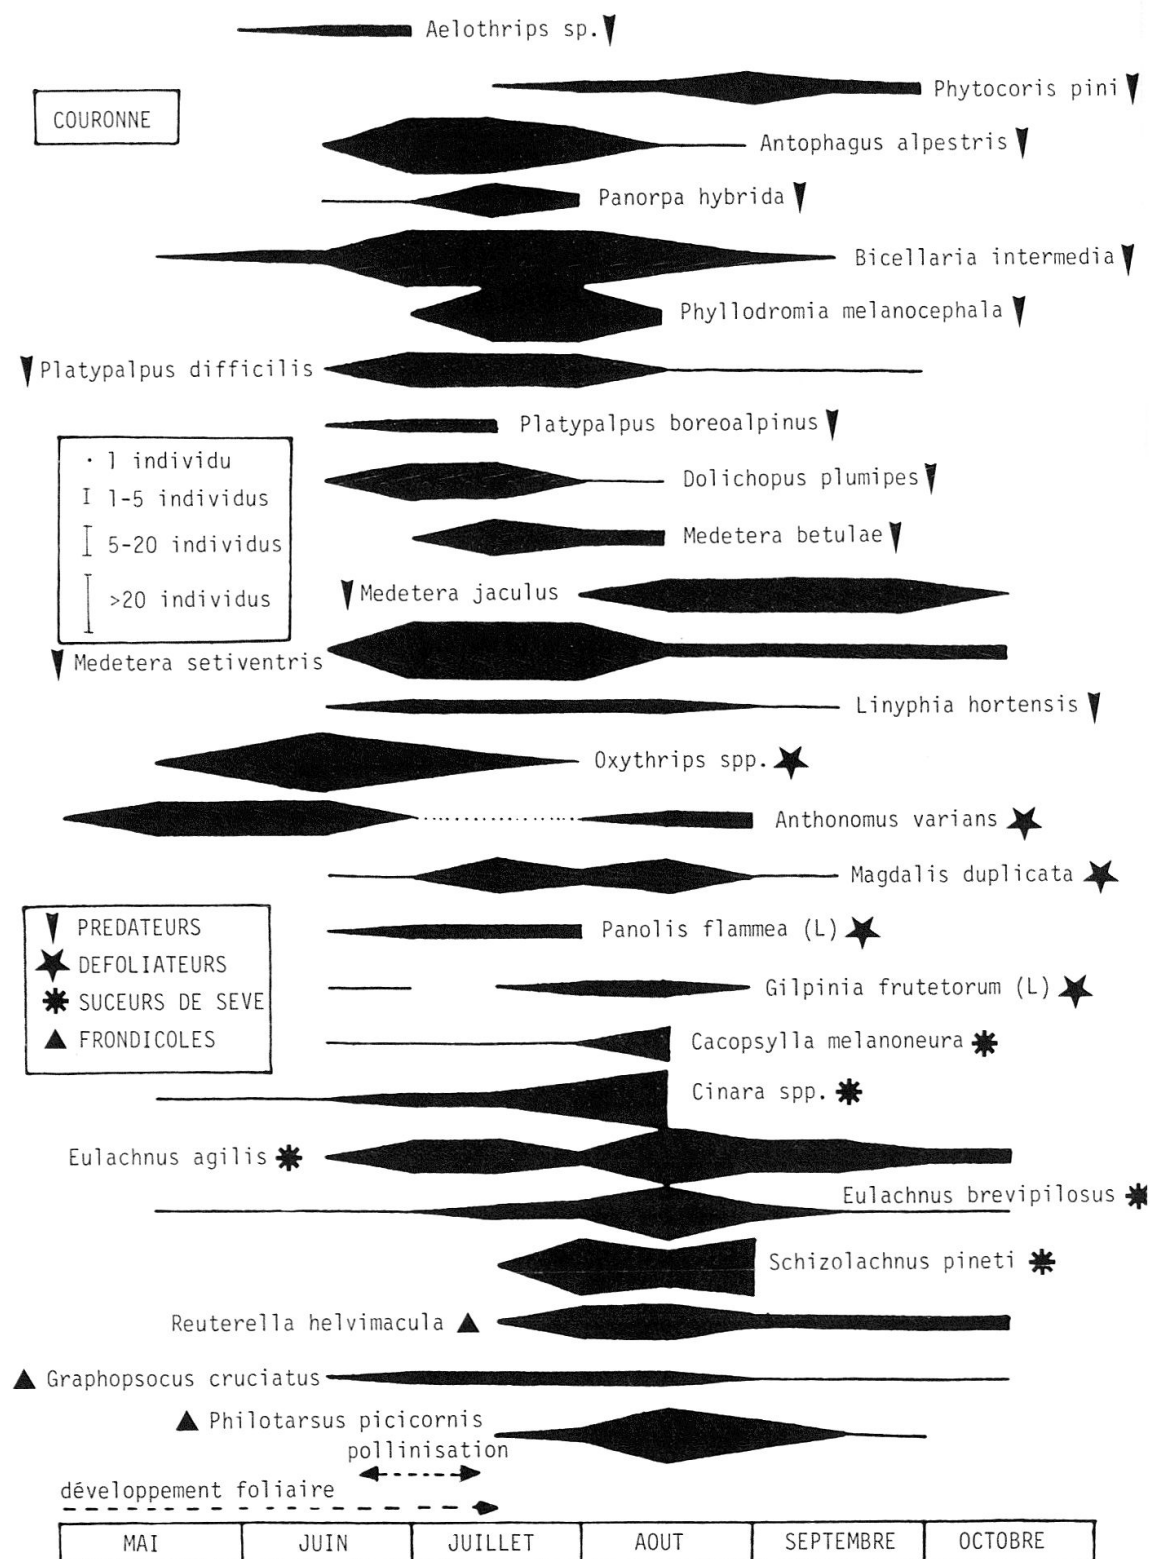 Aelothrips sp.
Phytocoris pini
COURONNE
Antophagus alpestris
Panorpa hybrida
Bicellaria intermedia
Phyllodromia melanocephala
Platypalpus difficilis
Platypalpus boreoalpinus
· 1 individu
Dolichopus plumipes
1-5 individus
5-20 individus
Medetera betulae
>20 individus
Medetera jaculus
Medetera setiventris
Linyphia hortensis
Oxythrips spp.
Anthonomus varians
Magdalis duplicata
PREDATEURS
Panolis flammea (L)
DEFOLIATEURS
SUCEURS DE SEVE
Gilpinia frutetorum (L)
FRONDICOLES
Cacopsylla melanoneura
Cinara spp.
Eulachnus agilis
Eulachnus brevipilosus
Schizolachnus pineti
Reuterella helvimacula
Graphopsocus cruciatus
Philotarsus picicornis
pollinisation
développement foliaire
MAI JUIN JUILLET AOUT SEPTEMBRE OCTOBRE